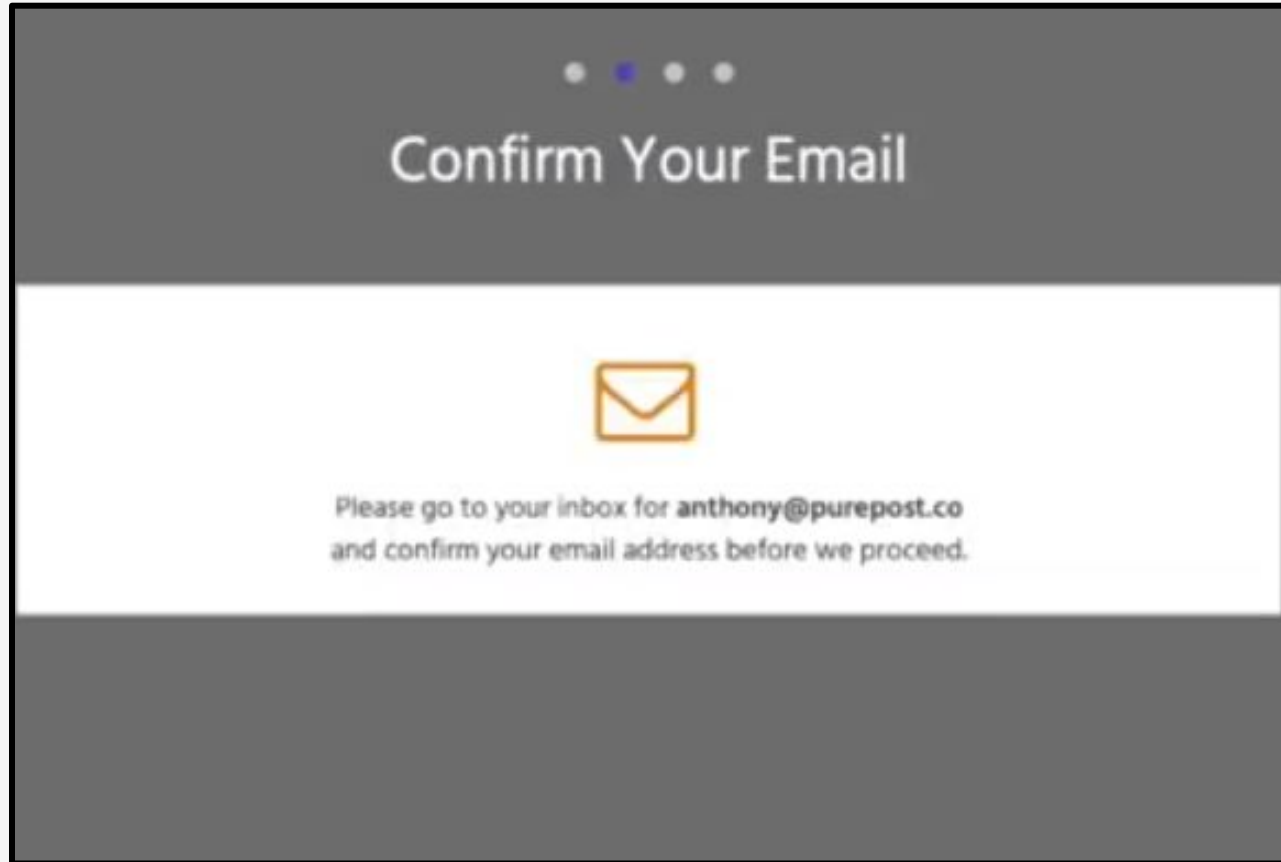 Confirm Your Email
Please go to your inbox for anthony@purepost.co
and confirm your email address before we proceed.